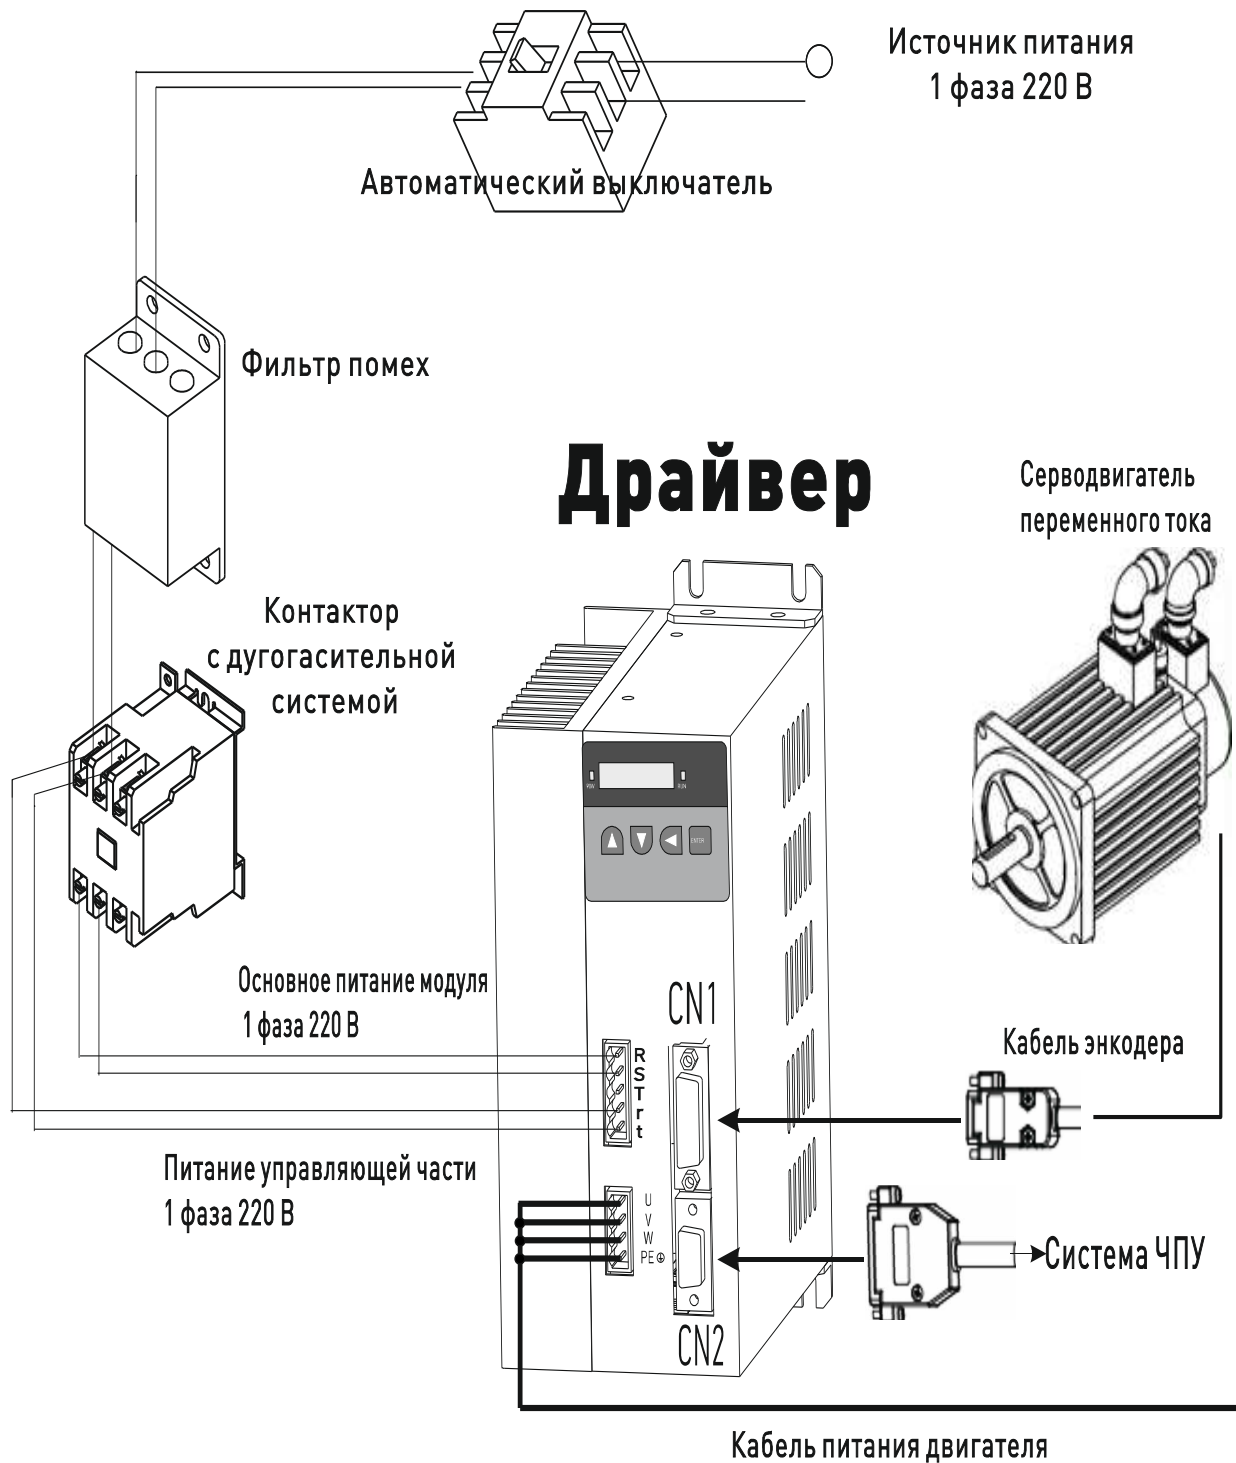 Источник питания
1 фаза 220 В
Автоматический выключатель
Фильтр помех
Драйвер
Серводвигатель
переменного тока
Контактор
с дугогасительной
системой
RUN
ENTER
Основное питание модуля
1 фаза 220 В
CN1
R
S
T
r
t
Кабель энкодера
Питание управляющей части
1 фаза 220 В
U
V
W
PE
Система ЧПУ
CN2
Кабель питания двигателя